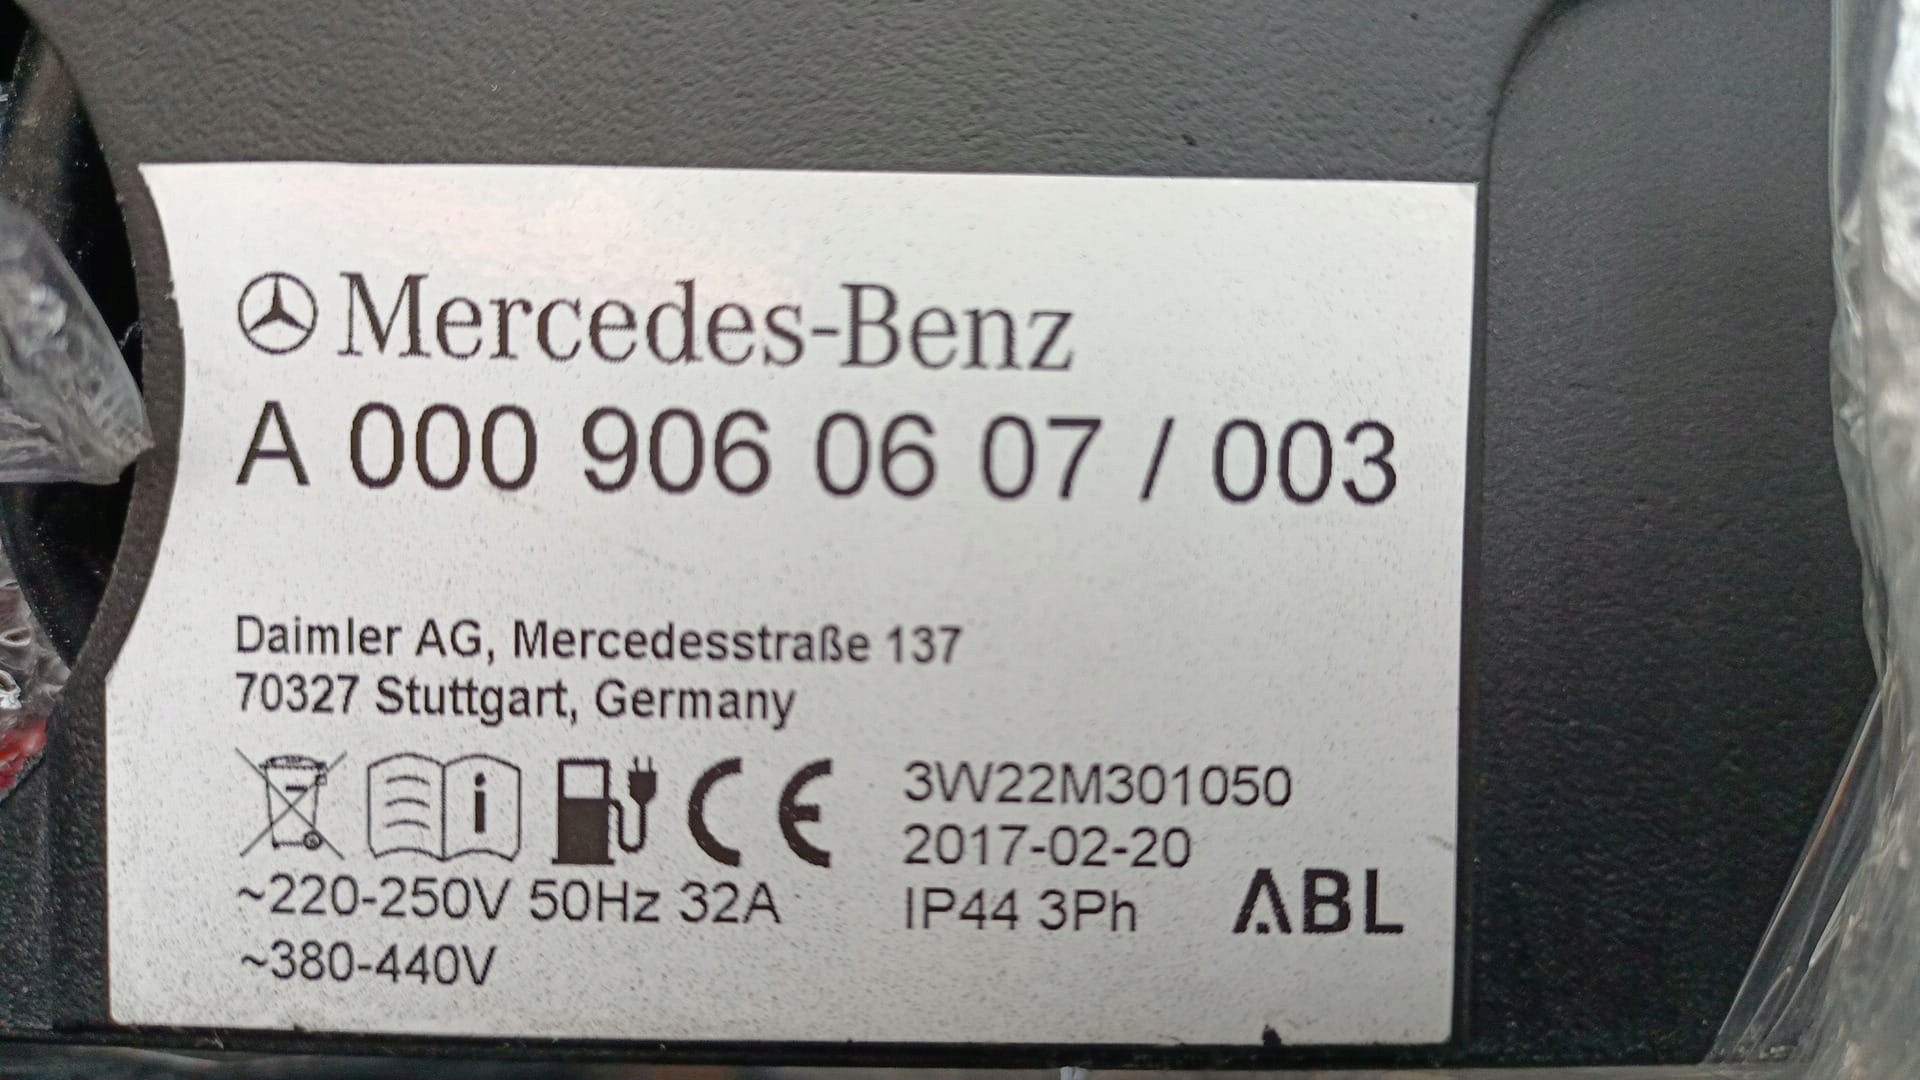 Mercedes-Benz
A 000 906 06 07 / 003
Daimler AG, Mercedesstraße 137
70327 Stuttgart, Germany
i CE 3W22M301050
2017-02-20
~220-250V 50Hz 32A IP44 3Ph ABL
~380-440V